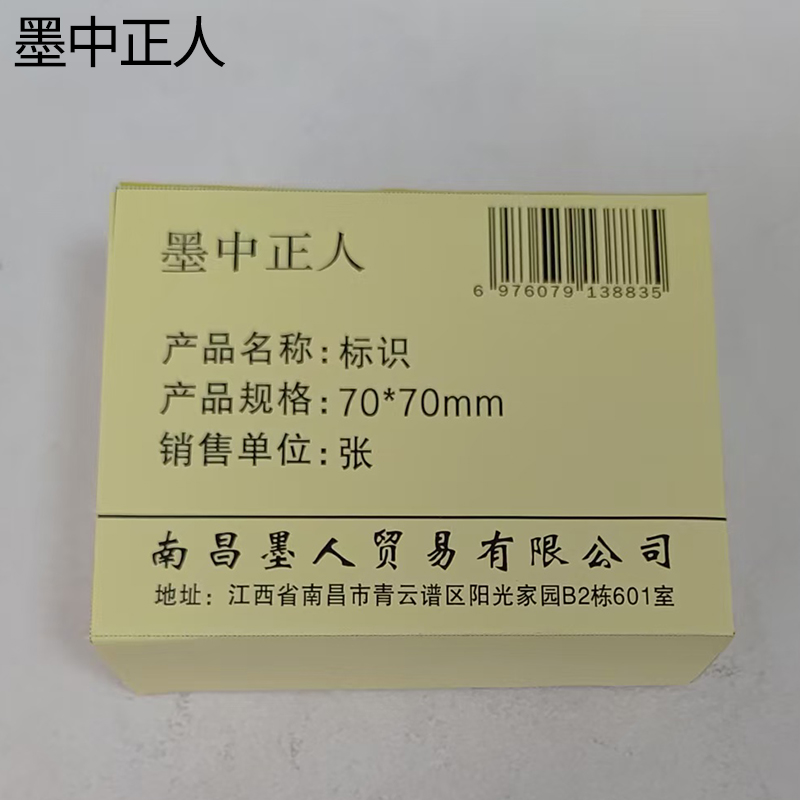 墨中正人
墨中正人
6 976079 138835
产品名称：标识
产品规格：70*70mm
销售单位：张
南昌墨人贸易有限公司
地址：江西省南昌市青云谱区阳光家园B2栋601室